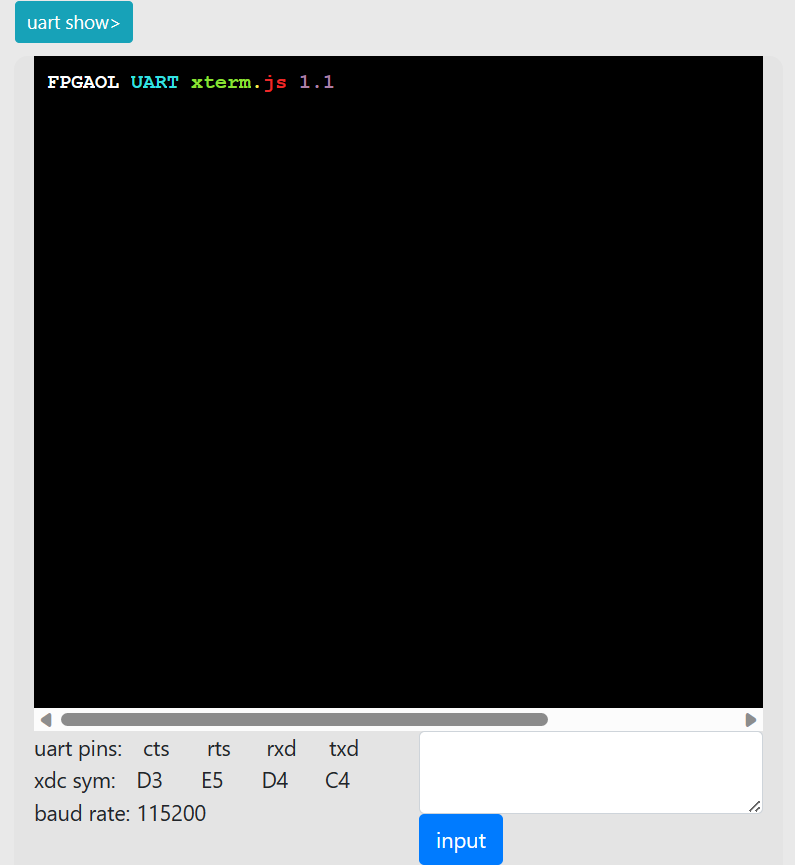 uart show>
FPGAOL UART xterm.js 1.1
uart pins: cts rts rxd txd
xdc sym: D3 E5 D4 C4
baud rate: 115200
input